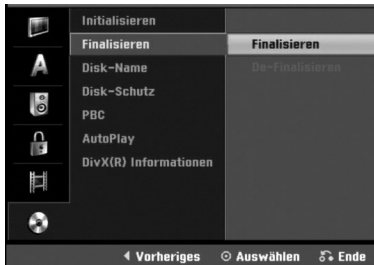 Initialisieren
Finalisieren
Finalisieren
Disk-Name
De-Finalisieren
Disk-Schutz
PBC
AutoPlay
DivX(R) Informationen
A
Vorheriges
Auswählen
Ende